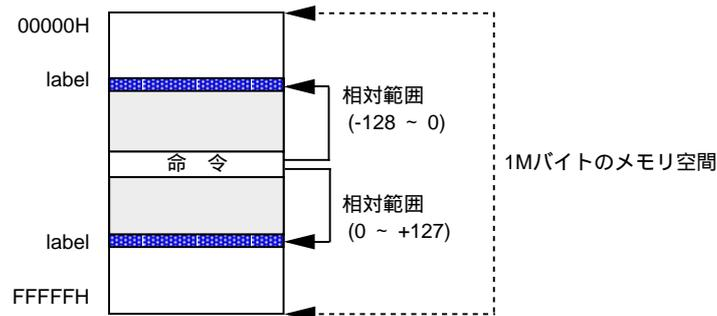 00000H
label
相対範囲
(-128 ~ 0)
命 令
1Mバイトのメモリ空間
相対範囲
(0 ~ +127)
label
FFFFFH